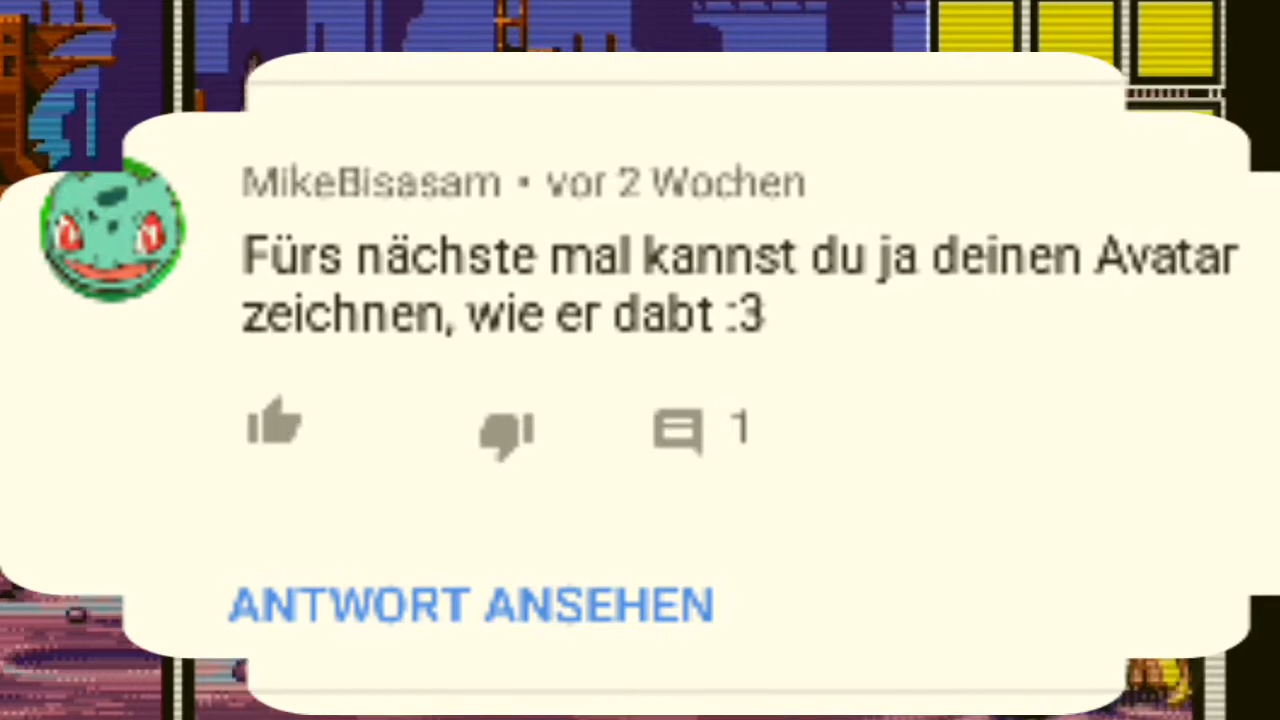 MikeBisasam • vor 2 Wochen
Fürs nächste mal kannst du ja deinen Avatar
zeichnen, wie er dabt :3
1
ANTWORT ANSEHEN